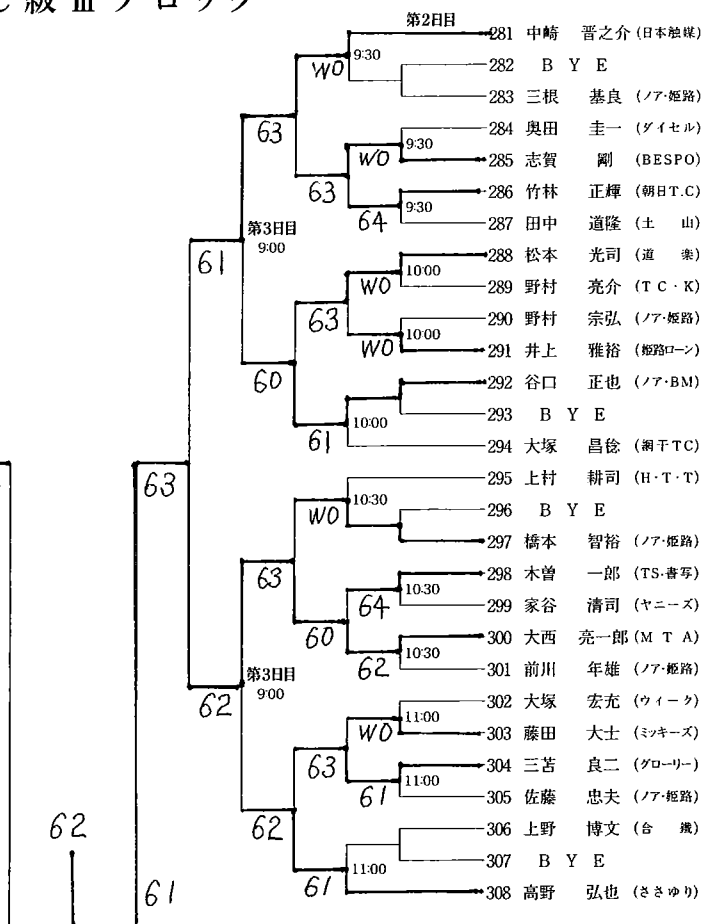 級 Ⅲ ブロック
第2日目
281 中崎 晋之介 (日本触媒)
9:30
WO
282 B Y E
283 三根 基良 (ノア・姫路)
63
284 奥田 圭一 (ダイセル)
9:30
WO
285 志賀 剛 (BESPO)
63
286 竹林 正輝 (朝日T.C)
9:30
64
287 田中 道隆 (土 山)
第3日目
9:00
61
288 松本 光司 (道 楽)
10:00
WO
289 野村 亮介 (T C・K)
63
290 野村 宗弘 (ノア・姫路)
10:00
WO
291 井上 雅裕 (姫路ローン)
60
292 谷口 正也 (ノア・BM)
293 B Y E
10:00
61
294 大塚 昌稔 (網干TC)
63
295 上村 耕司 (H・T・T)
10:30
WO
296 B Y E
297 橋本 智裕 (ノア・姫路)
63
298 木曽 一郎 (TS・書写)
10:30
64
299 家谷 清司 (ヤニーズ)
60
300 大西 亮一郎 (M T A)
10:30
62
301 前川 年雄 (ノア・姫路)
第3日目
9:00
62
302 大塚 宏充 (ウィーク)
11:00
WO
303 藤田 大士 (ミッキーズ)
63
304 三苫 良二 (グローリー)
11:00
61
305 佐藤 忠夫 (ノア・姫路)
62
306 上野 博文 (合 鐵)
307 B Y E
11:00
61
308 高野 弘也 (ささゆり)
62
61